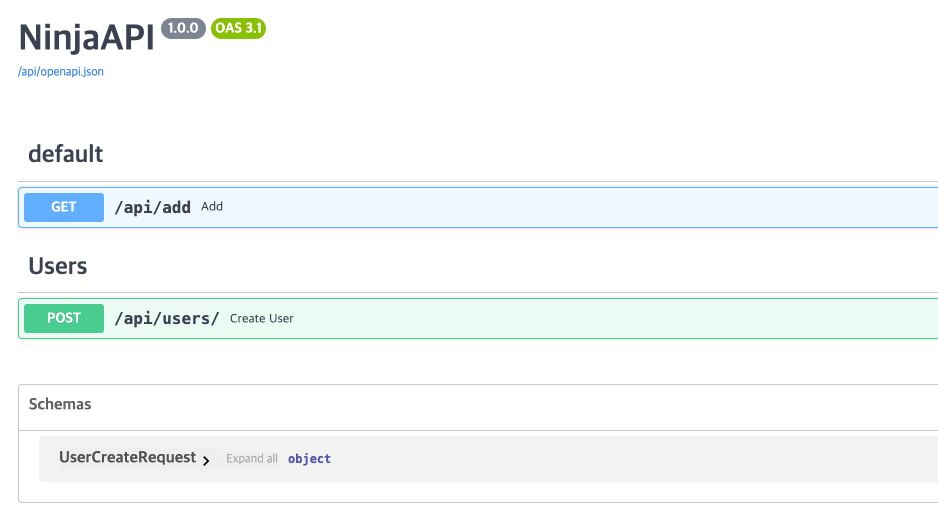 NinjaAPI 1.0.0 OAS 3.1
/api/openapi.json
default
GET /api/add Add
Users
POST /api/users/ Create User
Schemas
UserCreateRequest Expand all object